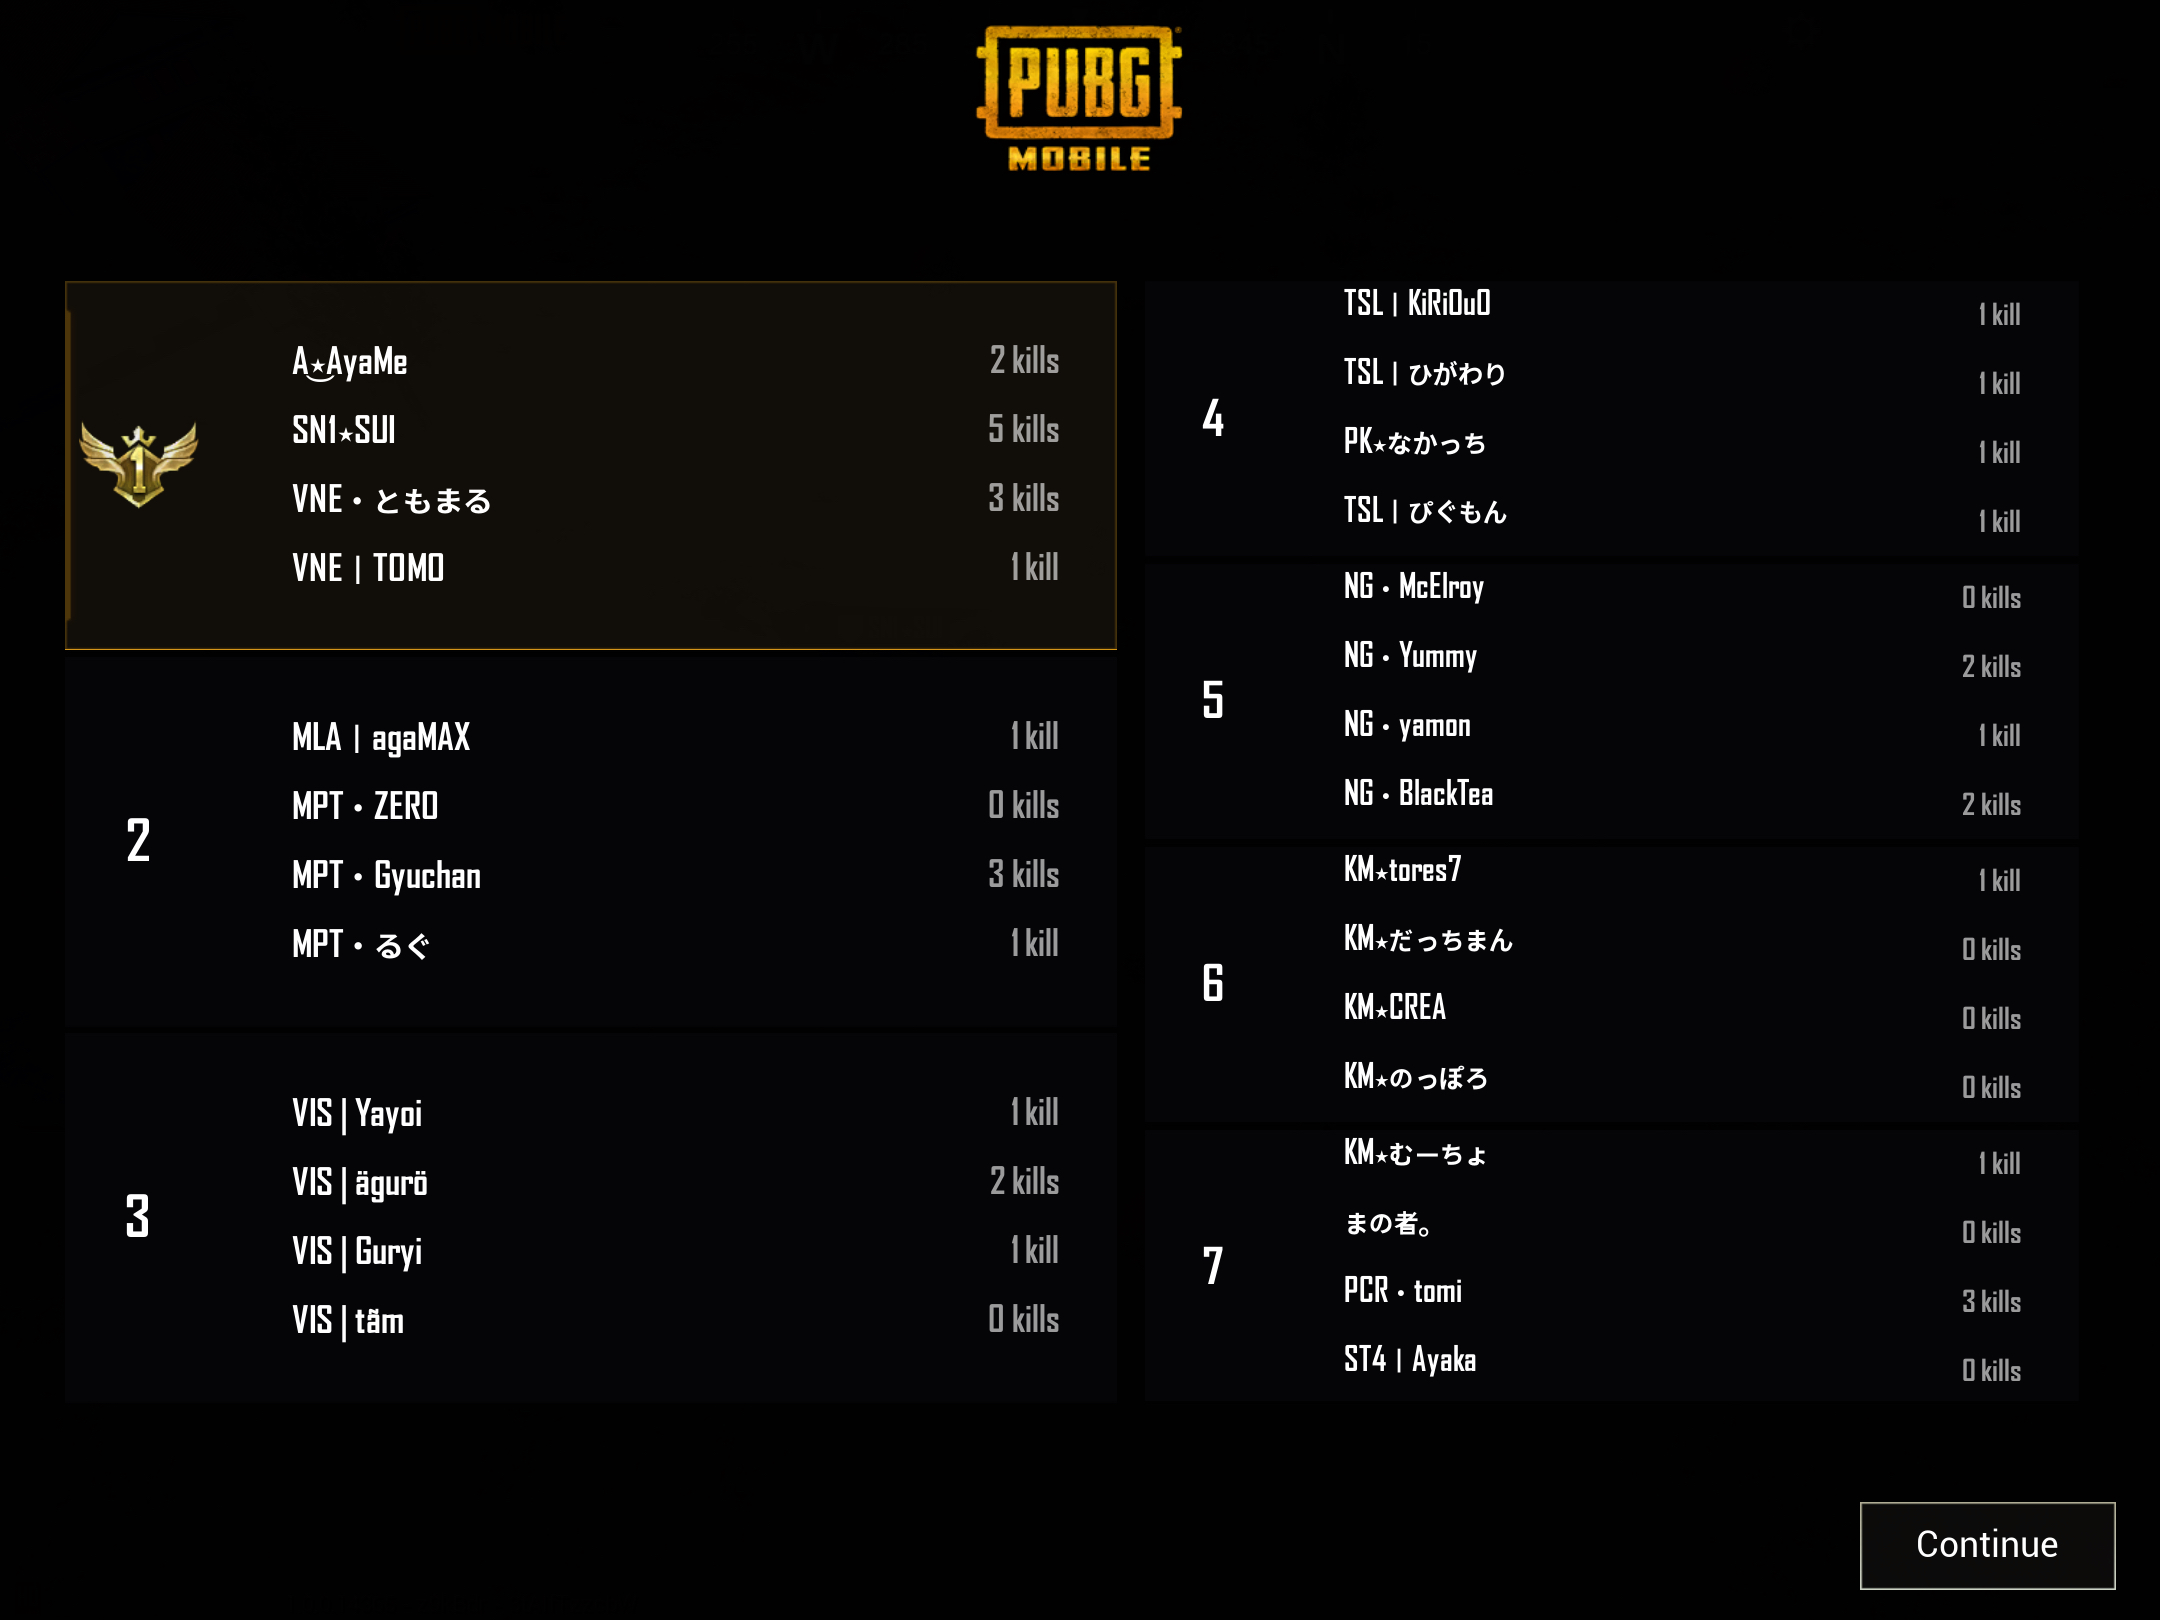 PUBG
MOBILE
1
A★AyaMe 2 kills
SN1★SUI 5 kills
VNE・ともまる 3 kills
VNE | TOMO 1 kill
2
MLA | agaMAX 1 kill
MPT・ZERO 0 kills
MPT・Gyuchan 3 kills
MPT・るぐ 1 kill
3
VIS | Yayoi 1 kill
VIS | ägurö 2 kills
VIS | Guryi 1 kill
VIS | tãm 0 kills
4
TSL | KiRiOuO 1 kill
TSL | ひがわり 1 kill
PK★なかっち 1 kill
TSL | ぴぐもん 1 kill
5
NG・McElroy 0 kills
NG・Yummy 2 kills
NG・yamon 1 kill
NG・BlackTea 2 kills
6
KM★tores7 1 kill
KM★だっちまん 0 kills
KM★CREA 0 kills
KM★のっぽろ 0 kills
7
KM★むーちょ 1 kill
まの者。 0 kills
PCR・tomi 3 kills
ST4 | Ayaka 0 kills
Continue